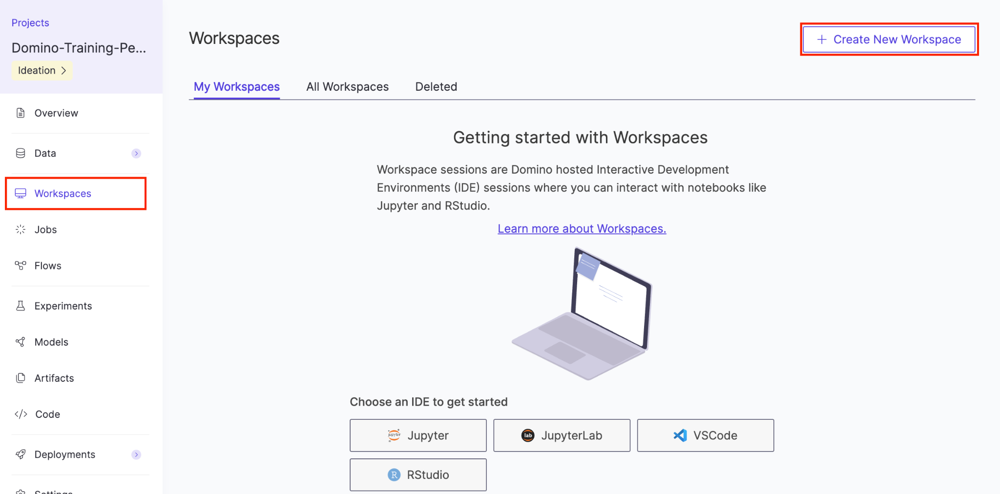 Projects
Domino-Training-Pe...
Ideation
Overview
Data
Workspaces
Jobs
Flows
Experiments
Models
Artifacts
Code
Deployments
Settings
Workspaces
+ Create New Workspace
My Workspaces All Workspaces Deleted
Getting started with Workspaces
Workspace sessions are Domino hosted Interactive Development
Environments (IDE) sessions where you can interact with notebooks like
Jupyter and RStudio.
Learn more about Workspaces.
Choose an IDE to get started
jupyter Jupyter
lab JupyterLab
VSCode
R RStudio